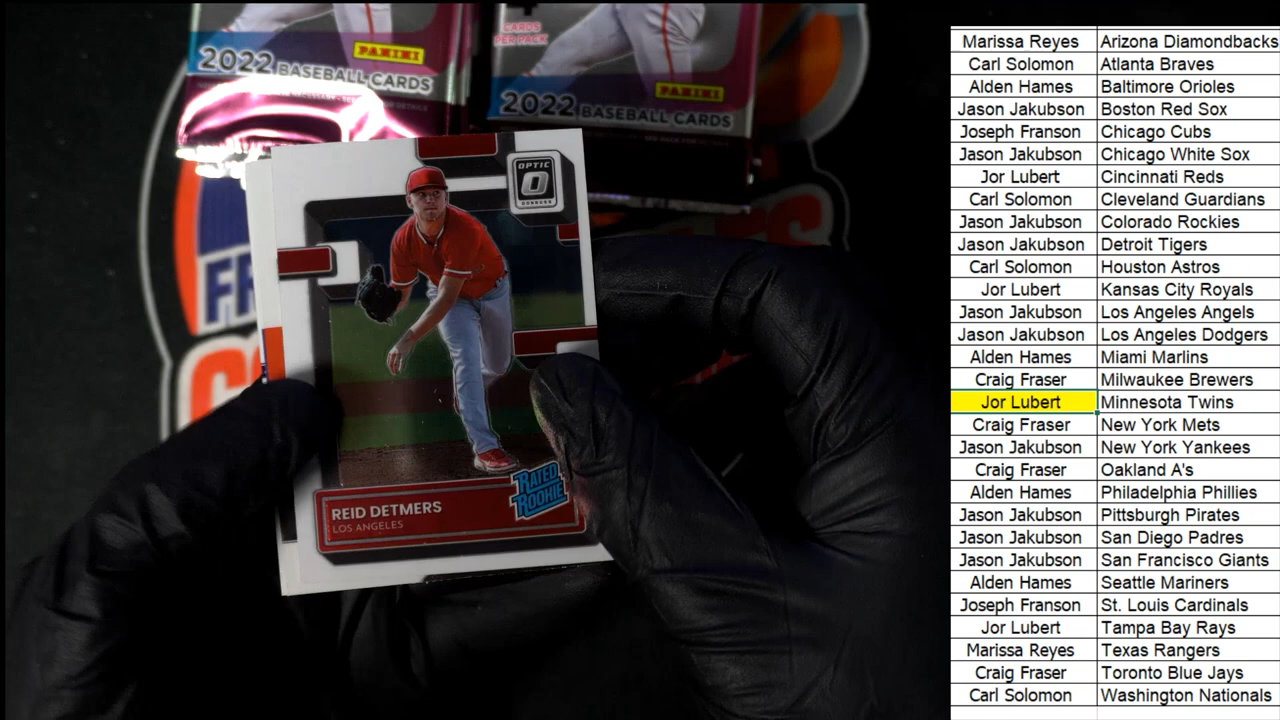 PANINI
2022 BASEBALL CARDS
CARDS
PER PACK
PANINI
2022 BASEBALL CARDS
OPTIC
DONRUSS
RATED
ROOKIE
REID DETMERS
LOS ANGELES
Marissa Reyes Arizona Diamondbacks
Carl Solomon Atlanta Braves
Alden Hames Baltimore Orioles
Jason Jakubson Boston Red Sox
Joseph Franson Chicago Cubs
Jason Jakubson Chicago White Sox
Jor Lubert Cincinnati Reds
Carl Solomon Cleveland Guardians
Jason Jakubson Colorado Rockies
Jason Jakubson Detroit Tigers
Carl Solomon Houston Astros
Jor Lubert Kansas City Royals
Jason Jakubson Los Angeles Angels
Jason Jakubson Los Angeles Dodgers
Alden Hames Miami Marlins
Craig Fraser Milwaukee Brewers
Jor Lubert Minnesota Twins
Craig Fraser New York Mets
Jason Jakubson New York Yankees
Craig Fraser Oakland A's
Alden Hames Philadelphia Phillies
Jason Jakubson Pittsburgh Pirates
Jason Jakubson San Diego Padres
Jason Jakubson San Francisco Giants
Alden Hames Seattle Mariners
Joseph Franson St. Louis Cardinals
Jor Lubert Tampa Bay Rays
Marissa Reyes Texas Rangers
Craig Fraser Toronto Blue Jays
Carl Solomon Washington Nationals